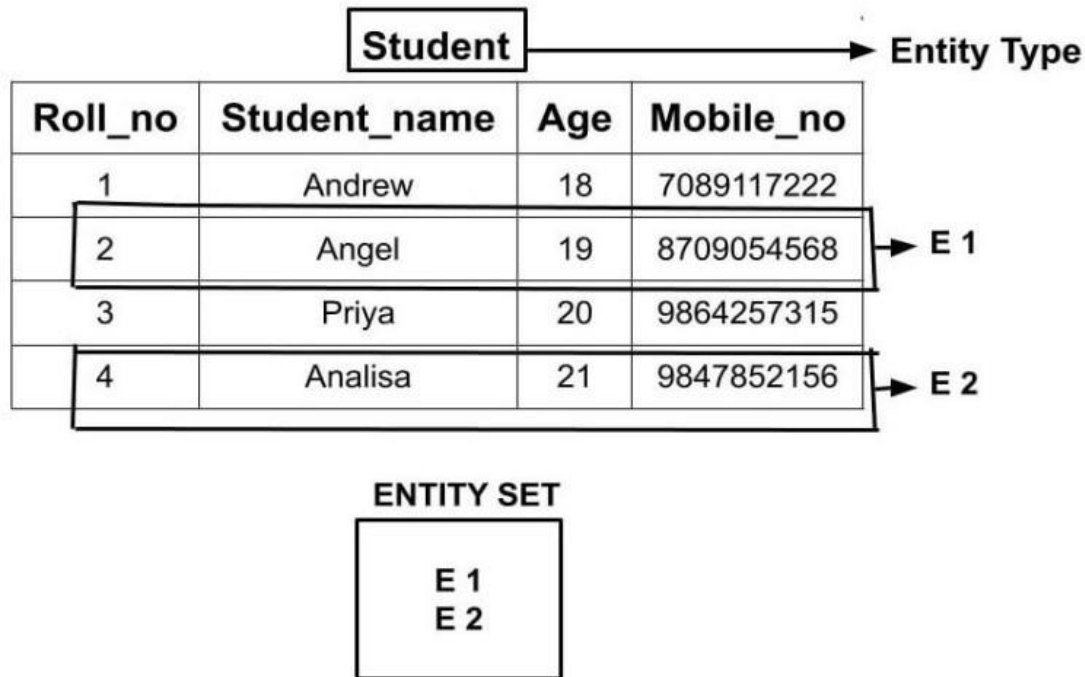 Student
Entity Type
Roll_no Student_name Age Mobile_no
1 Andrew 18 7089117222
2 Angel 19 8709054568 E 1
3 Priya 20 9864257315
4 Analisa 21 9847852156 E 2
ENTITY SET
E 1
E 2